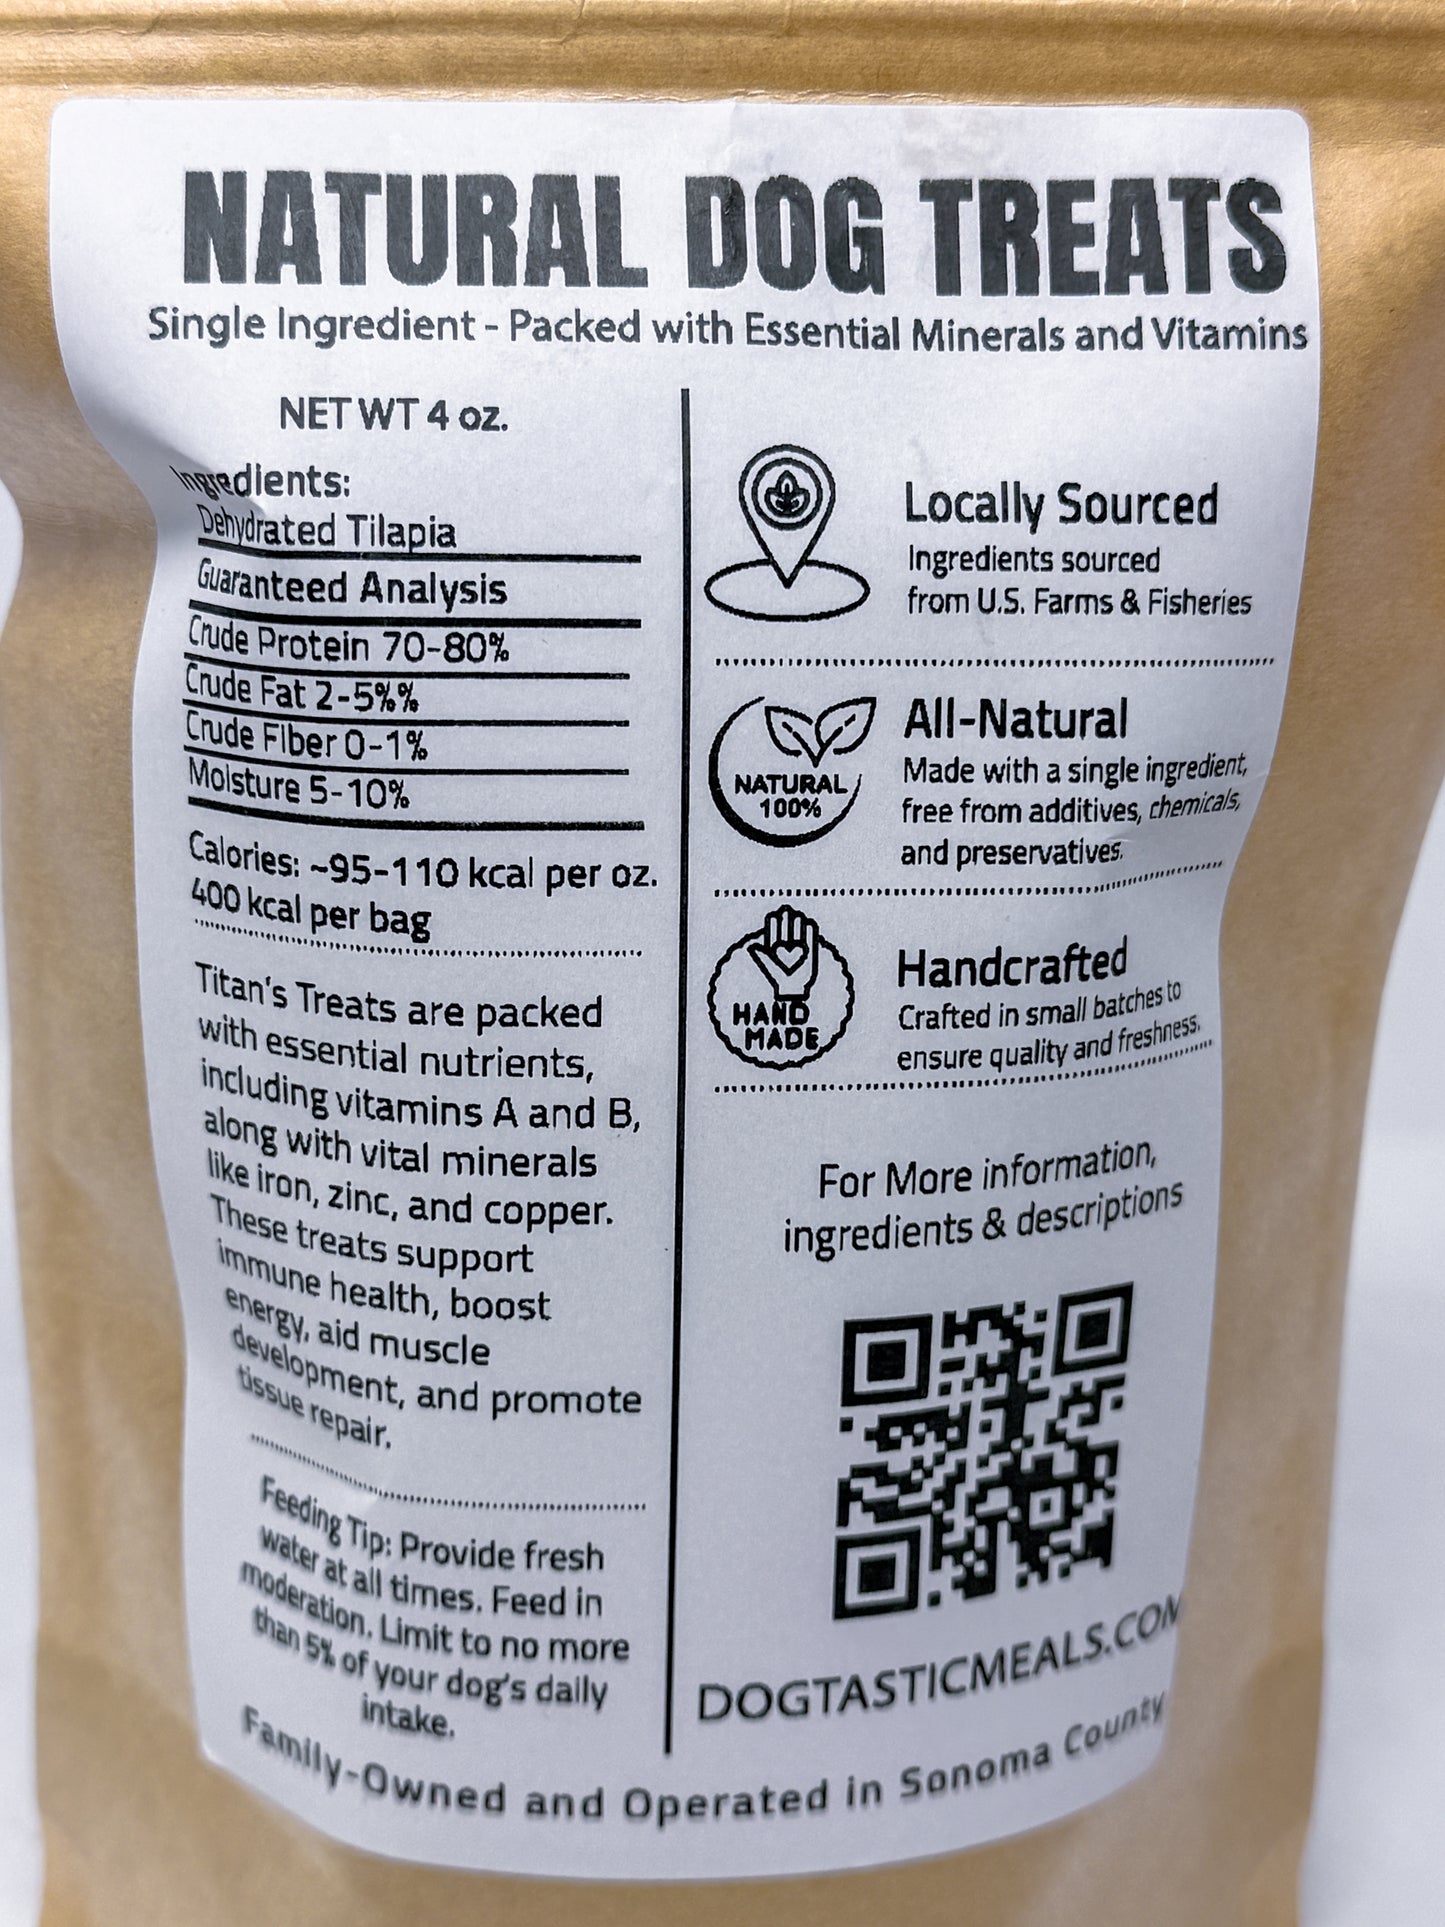 NATURAL DOG TREATS
Single Ingredient - Packed with Essential Minerals and Vitamins
NET WT 4 oz.
Ingredients:
Dehydrated Tilapia
Guaranteed Analysis
Crude Protein 70-80%
Crude Fat 2-5%%
Crude Fiber 0-1%
Moisture 5-10%
Calories: ~95-110 kcal per oz.
400 kcal per bag
Titan's Treats are packed
with essential nutrients,
including vitamins A and B,
along with vital minerals
like iron, zinc, and copper.
These treats support
immune health, boost
energy, aid muscle
development, and promote
tissue repair.
Feeding Tip: Provide fresh
water at all times. Feed in
moderation. Limit to no more
than 5% of your dog's daily
intake.
Locally Sourced
Ingredients sourced
from U.S. Farms & Fisheries
NATURAL
100%
All-Natural
Made with a single ingredient,
free from additives, chemicals,
and preservatives.
HAND
MADE
Handcrafted
Crafted in small batches to
ensure quality and freshness.
For More information,
ingredients & descriptions
DOGTASTICMEALS.COM
Family-Owned and Operated in Sonoma County